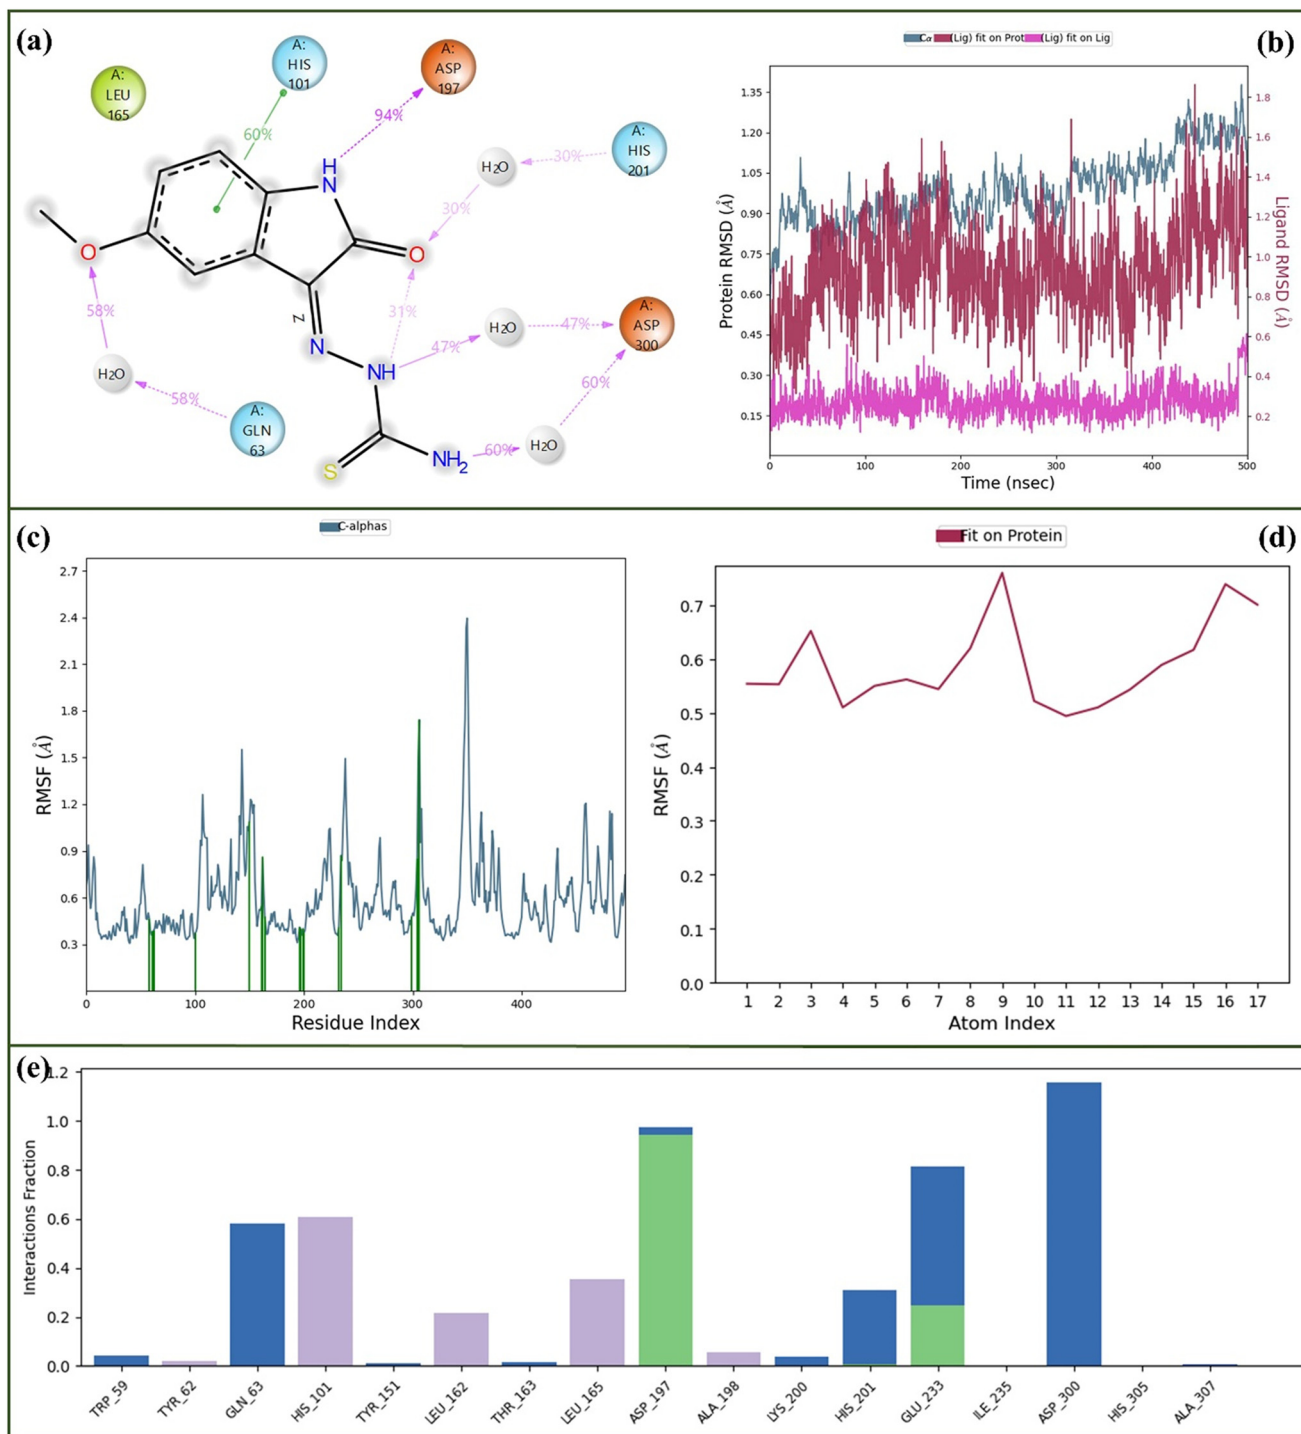 (a)
A:
LEU
165
A:
HIS
101
A:
ASP
197
60%
94%
A:
HIS
201
H₂O
30%
30%
N
H
O
O
58%
31%
Z
N
NH
47%
H₂O
47%
A:
ASP
300
60%
H₂O
58%
A:
GLN
63
S
NH₂
60%
H₂O
(b)
Cα (Lig) fit on Prot (Lig) fit on Lig
Protein RMSD (Å)
1.35
1.20
1.05
0.90
0.75
0.60
0.45
0.30
0.15
Ligand RMSD (Å)
1.8
1.6
1.4
1.2
1.0
0.8
0.6
0.4
0.2
0 100 200 300 400 500
Time (nsec)
(c)
C-alphas
RMSF (Å)
2.7
2.4
2.1
1.8
1.5
1.2
0.9
0.6
0.3
0 100 200 300 400
Residue Index
(d)
Fit on Protein
RMSF (Å)
0.7
0.6
0.5
0.4
0.3
0.2
0.1
0.0
1 2 3 4 5 6 7 8 9 10 11 12 13 14 15 16 17
Atom Index
(e)
Interactions Fraction
1.2
1.0
0.8
0.6
0.4
0.2
0.0
TRP_59
TYR_62
GLN_63
HIS_101
TYR_151
LEU_162
THR_163
LEU_165
ASP_197
ALA_198
LYS_200
HIS_201
GLU_233
ILE_235
ASP_300
HIS_305
ALA_307